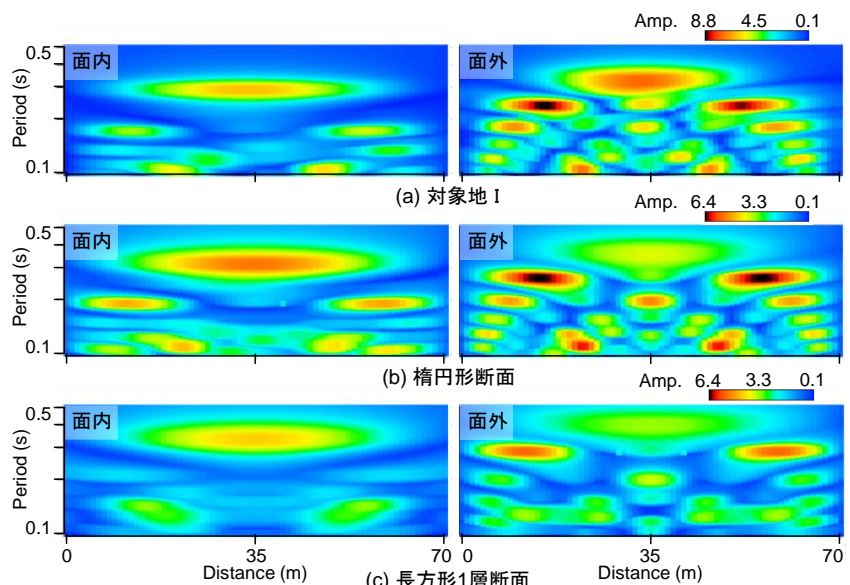 Amp. 8.8 4.5 0.1
0.5
面内
面外
Period (s)
0.1
(a) 対象地 I
Amp. 6.4 3.3 0.1
0.5
面内
面外
Period (s)
0.1
(b) 楕円形断面
Amp. 6.4 3.3 0.1
0.5
面内
面外
Period (s)
0.1
0 35 70 0 35 70
Distance (m) Distance (m)
(c) 長方形1層断面